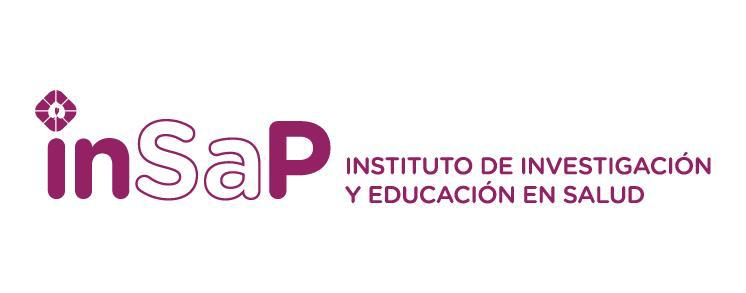 inSaP
INSTITUTO DE INVESTIGACIÓN
Y EDUCACIÓN EN SALUD